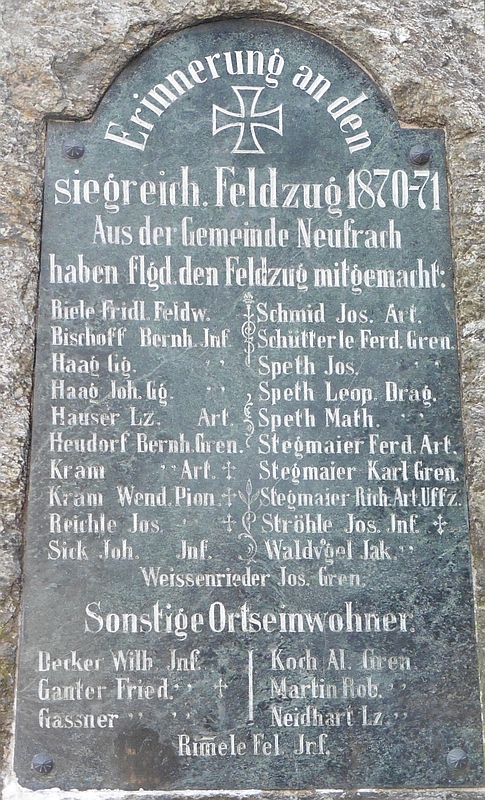 Erinnerung an den
siegreich. Feldzug 1870-71
Aus der Gemeinde Neufrach
haben flgd. den Feldzug mitgemacht:
Biele Fridl. Feldw. Schmid Jos. Art.
Bischoff Bernh. Inf. Schütterle Ferd. Gren.
Haag Gg. " Speth Jos. "
Haag Joh. Gg. " Speth Leop. Drag.
Hauser Lz. Art. Speth Math. "
Heudorf Bernh. Gren. Stegmaier Ferd. Art.
Kram " Art. ✝ Stegmaier Karl Gren.
Kram Wend. Pion. ✝ Stegmaier Rich. Art. Uffz.
Reichle Jos. " ✝ Ströhle Jos. Inf. ✝
Sick Joh. Inf. Waldvogel Jak. "
Weissenrieder Jos. Gren.
Sonstige Ortseinwohner.
Becker Wilh. Inf. Koch Al. Gren.
Ganter Fried. " ✝ Martin Rob. "
Gassner " " Neidhart Lz. "
Rim̄ele Fel. Inf.